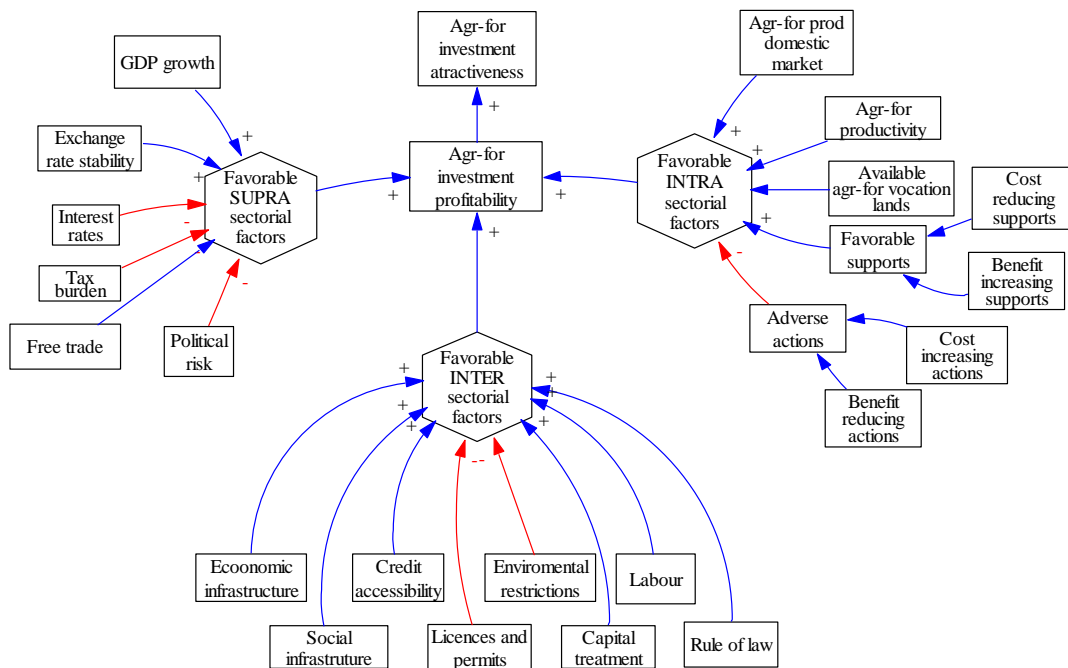 Agr-for
investment
atractiveness
Agr-for prod
domestic
market
GDP growth
Agr-for
productivity
Exchange
rate stability
+
+
+
+
+
Favorable
SUPRA
sectorial
factors
Agr-for
investment
profitability
Favorable
INTRA
sectorial
factors
Available
agr-for vocation
lands
Cost
reducing
supports
+
+
+
+
Interest
rates
-
-
-
Favorable
supports
Benefit
increasing
supports
Tax
burden
-
Free trade
Political
risk
Adverse
actions
Cost
increasing
actions
Favorable
INTER
sectorial
factors
+
+
+
+
+
+
Benefit
reducing
actions
--
Ecoonomic
infrastructure
Credit
accessibility
Enviromental
restrictions
Labour
Social
infrastruture
Licences and
permits
Capital
treatment
Rule of law